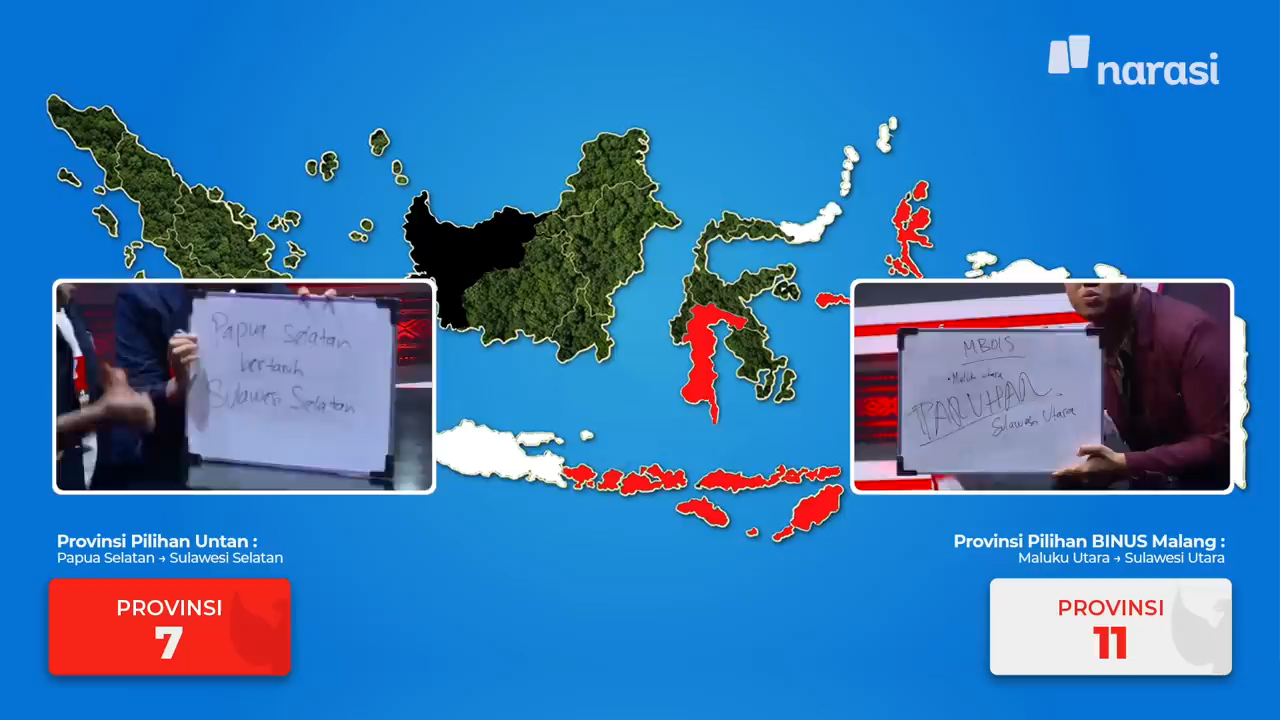 narasi
Papua Selatan
bertaruh
Sulawesi Selatan
MBOIS
• Maluku utara
PARUHAN
Sulawesi Utara
Provinsi Pilihan Untan :
Papua Selatan → Sulawesi Selatan
PROVINSI
7
Provinsi Pilihan BINUS Malang :
Maluku Utara → Sulawesi Utara
PROVINSI
11